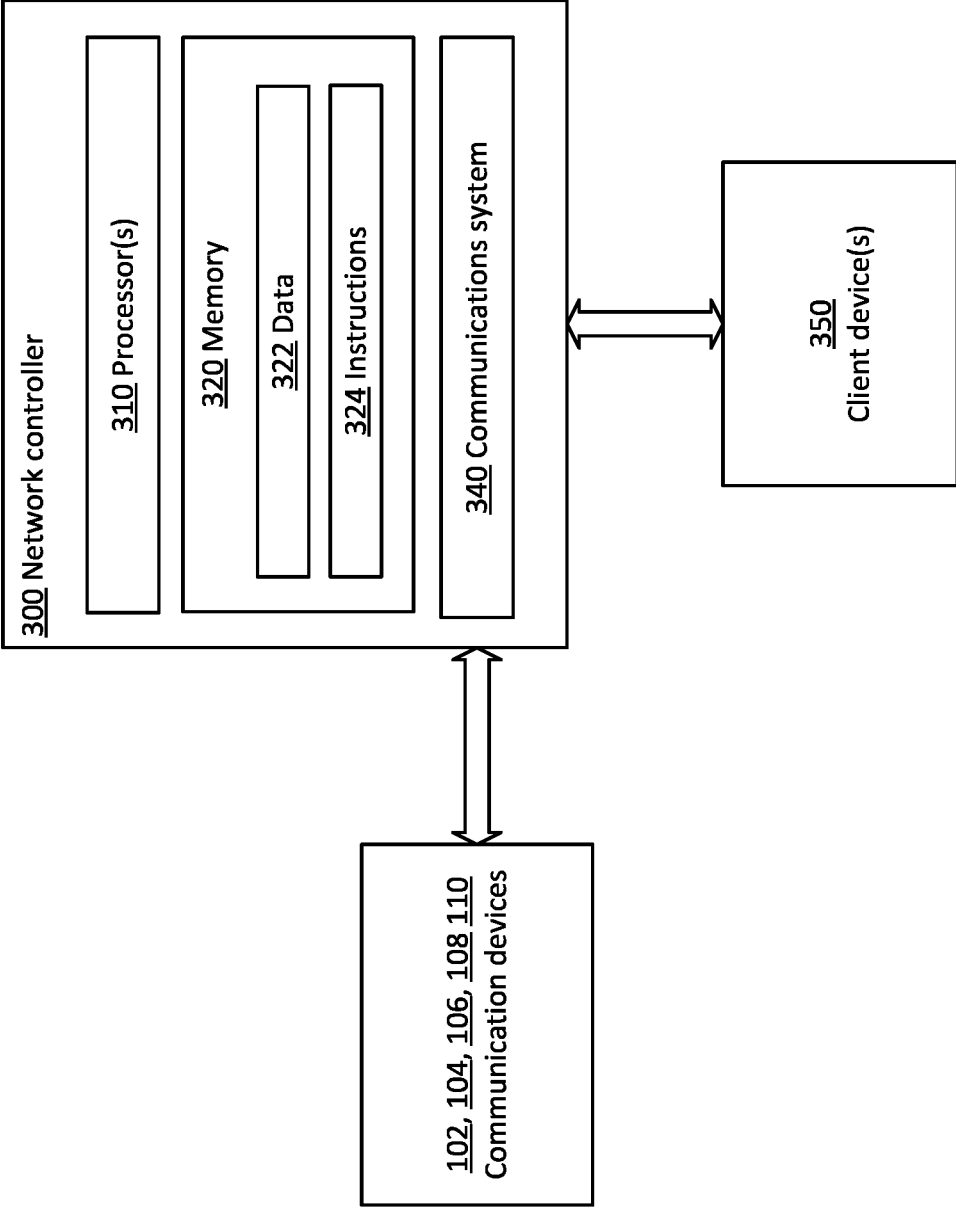 300 Network controller
310 Processor(s)
320 Memory
322 Data
324 Instructions
340 Communications system
102, 104, 106, 108 110
Communication devices
350
Client device(s)